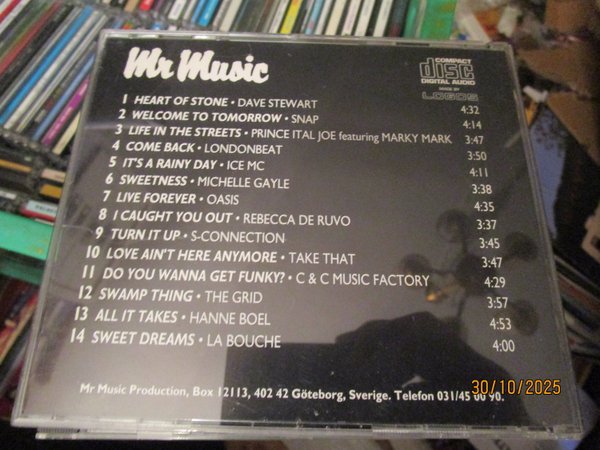 Mr Music
COMPACT
disc
DIGITAL AUDIO
MADE BY
LOGOS
1 HEART OF STONE • DAVE STEWART 4:32
2 WELCOME TO TOMORROW • SNAP 4:14
3 LIFE IN THE STREETS • PRINCE ITAL JOE featuring MARKY MARK 3:47
4 COME BACK • LONDONBEAT 3:50
5 IT'S A RAINY DAY • ICE MC 4:11
6 SWEETNESS • MICHELLE GAYLE 3:38
7 LIVE FOREVER • OASIS 4:35
8 I CAUGHT YOU OUT • REBECCA DE RUVO 3:37
9 TURN IT UP • S-CONNECTION 3:45
10 LOVE AIN'T HERE ANYMORE • TAKE THAT 3:47
11 DO YOU WANNA GET FUNKY? • C & C MUSIC FACTORY 4:29
12 SWAMP THING • THE GRID 3:57
13 ALL IT TAKES • HANNE BOEL 4:53
14 SWEET DREAMS • LA BOUCHE 4:00
Mr Music Production, Box 12113, 402 42 Göteborg, Sverige. Telefon 031/45 00 90.
30/10/2025